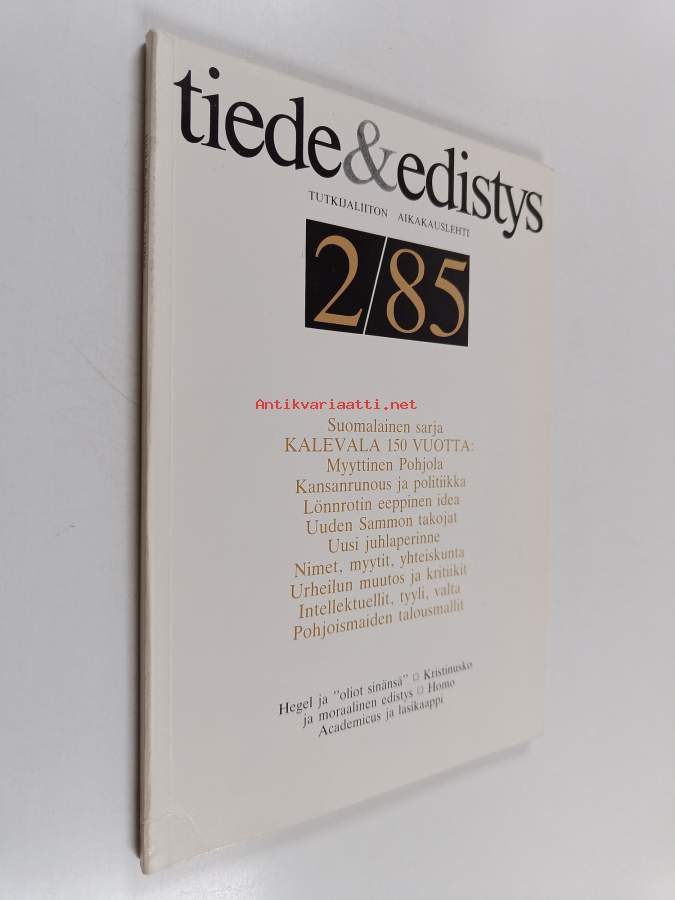 tiede&edistys
TUTKIJALIITON AIKAKAUSLEHTI
2/85
Antikvariaatti.net
Suomalainen sarja
KALEVALA 150 VUOTTA:
Myyttinen Pohjola
Kansanrunous ja politiikka
Lönnrotin eeppinen idea
Uuden Sammon takojat
Uusi juhlaperinne
Nimet, myytit, yhteiskunta
Urheilun muutos ja kritiikit
Intellektuellit, tyyli, valta
Pohjoismaiden talousmallit
Hegel ja "oliot sinänsä" □ Kristinusko
ja moraalinen edistys □ Homo
Academicus ja lasikaappi